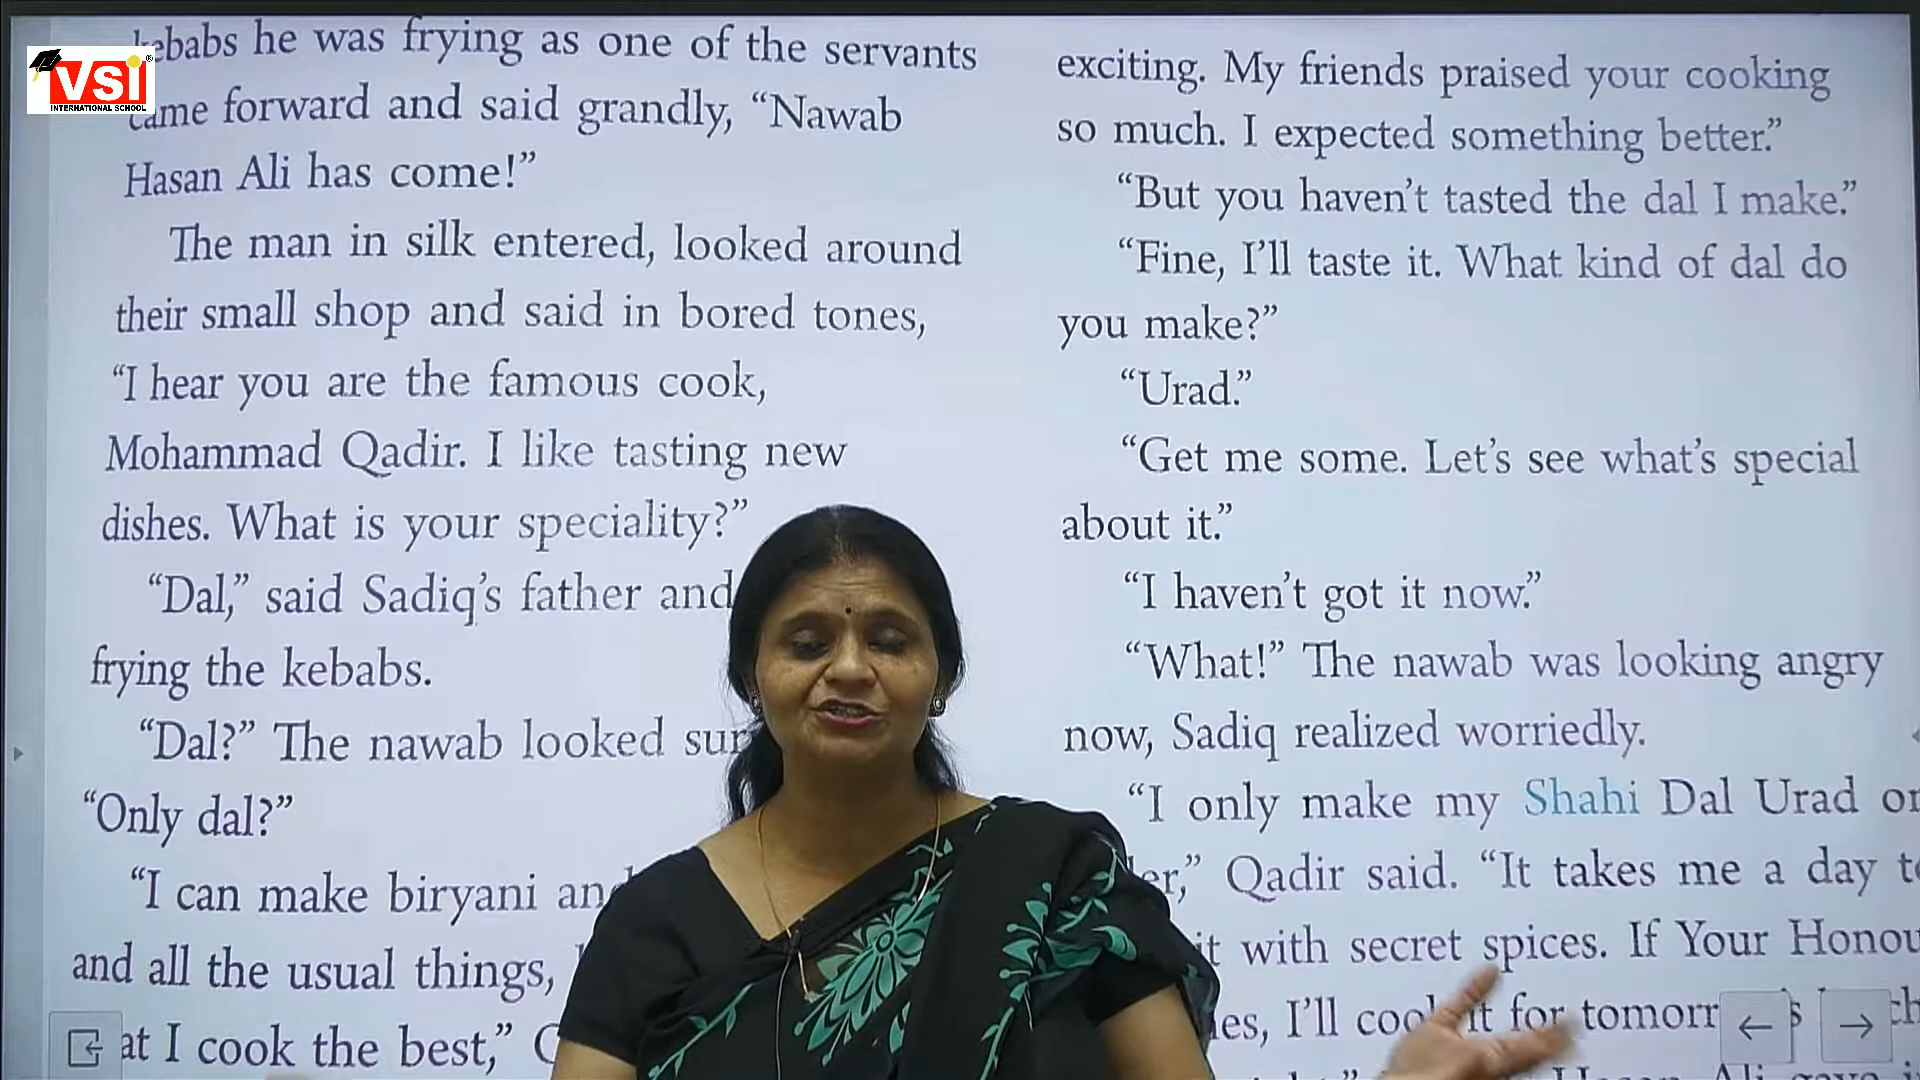 VSI
INTERNATIONAL SCHOOL
kebabs he was frying as one of the servants
came forward and said grandly, “Nawab
Hasan Ali has come!”
The man in silk entered, looked around
their small shop and said in bored tones,
“I hear you are the famous cook,
Mohammad Qadir. I like tasting new
dishes. What is your speciality?”
“Dal,” said Sadiq’s father and
frying the kebabs.
“Dal?” The nawab looked
“Only dal?”
“I can make biryani
and all the usual things,
at I cook the best,”
exciting. My friends praised your cooking
so much. I expected something better.”
“But you haven’t tasted the dal I make.”
“Fine, I’ll taste it. What kind of dal do
you make?”
“Urad.”
“Get me some. Let’s see what’s special
about it.”
“I haven’t got it now.”
“What!” The nawab was looking angry
now, Sadiq realized worriedly.
“I only make my Shahi Dal Urad
Qadir said. “It takes me a day
it with secret spices. If Your
I’ll cook it for